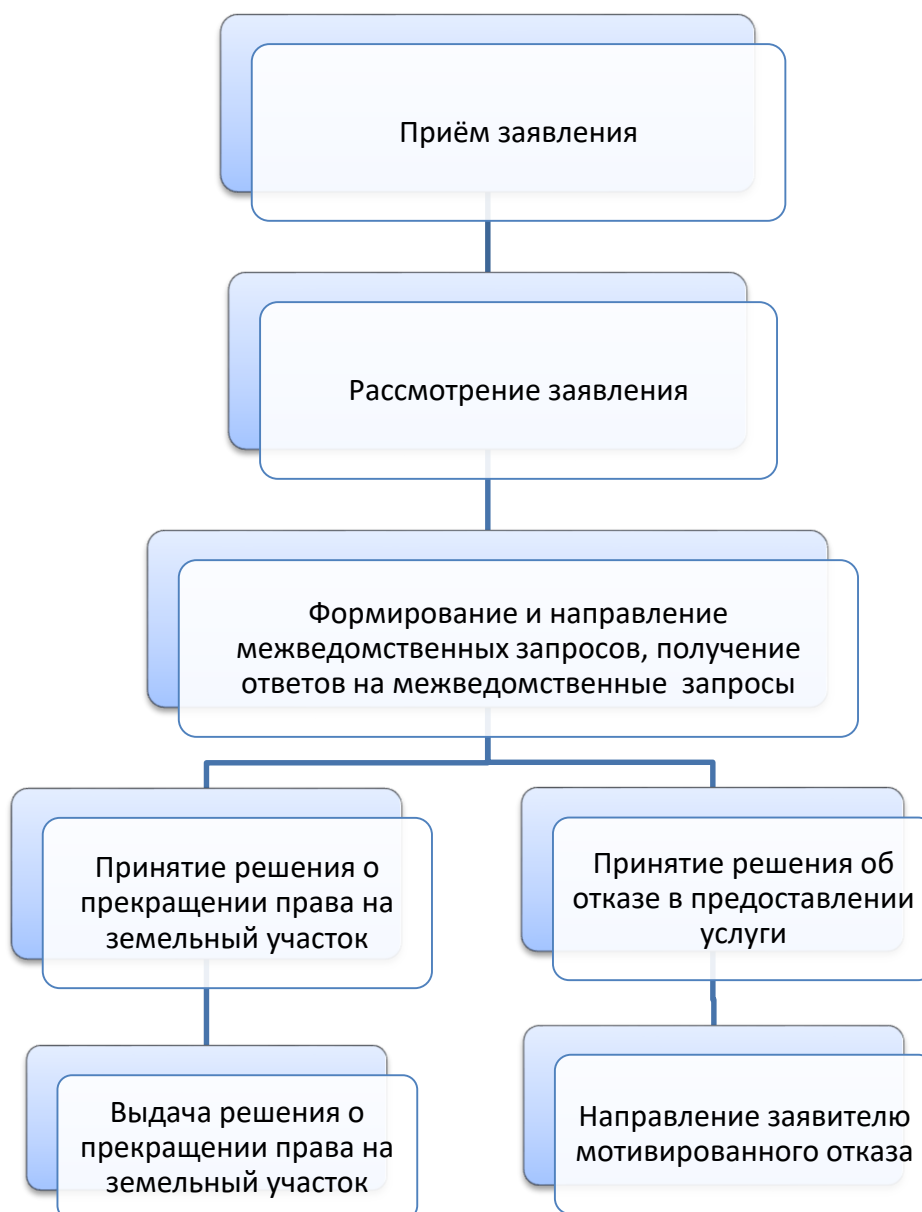 Приём заявления
Рассмотрение заявления
Формирование и направление
межведомственных запросов, получение
ответов на межведомственные запросы
Принятие решения о
прекращении права на
земельный участок
Принятие решения об
отказе в предоставлении
услуги
Выдача решения о
прекращении права на
земельный участок
Направление заявителю
мотивированного отказа